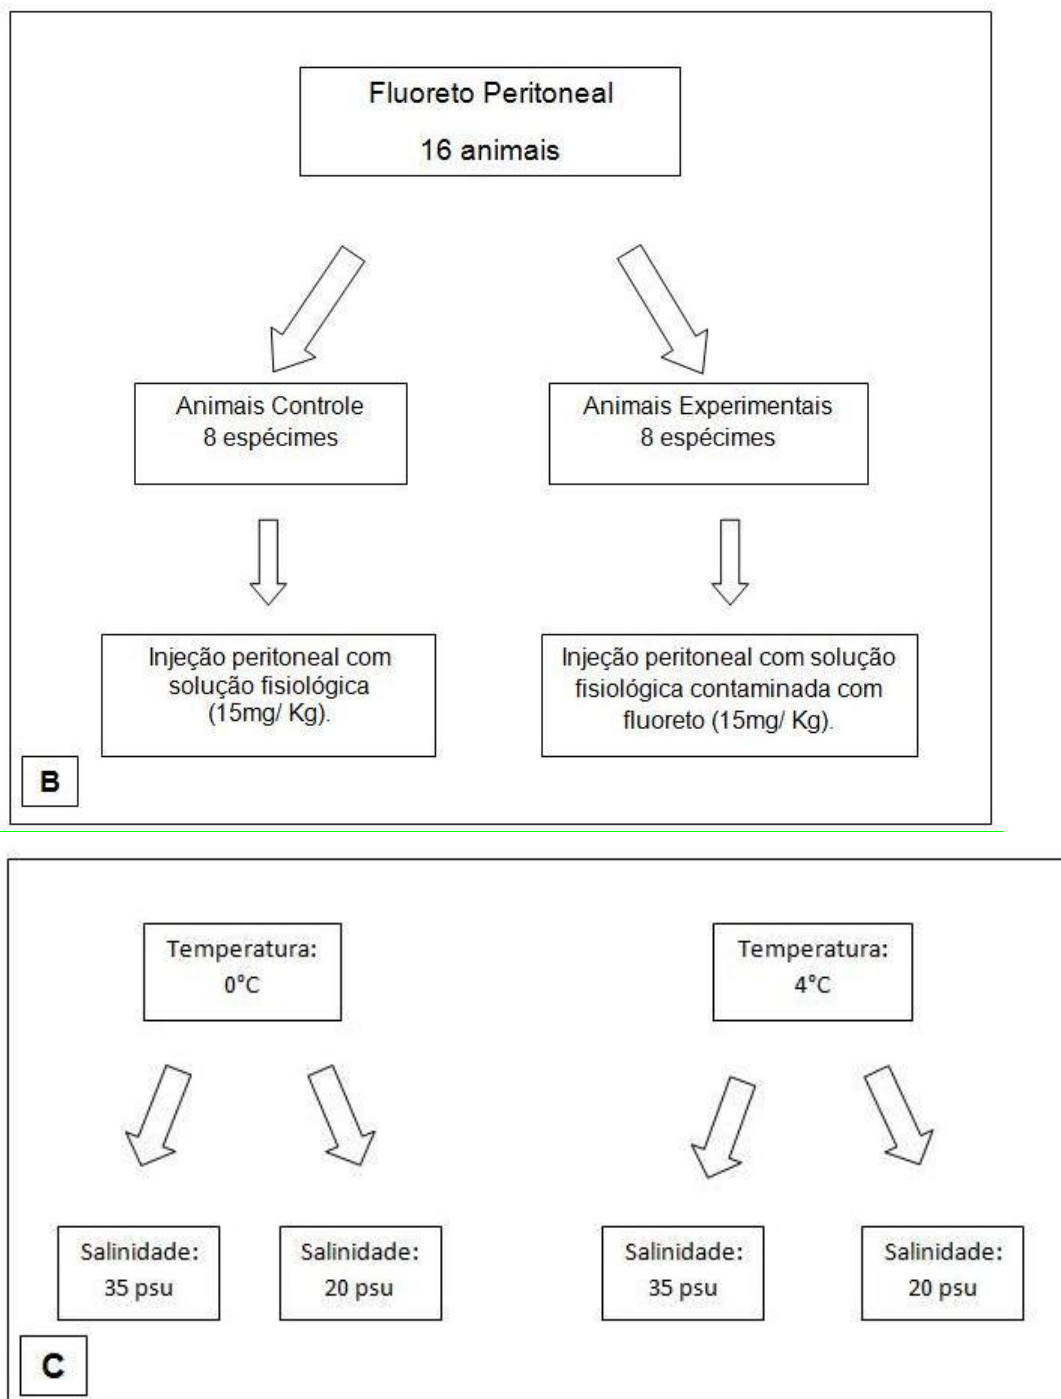 Fluoreto Peritoneal
16 animais
Animais Controle
8 espécimes
Animais Experimentais
8 espécimes
Injeção peritoneal com
solução fisiológica
(15mg/ Kg).
Injeção peritoneal com solução
fisiológica contaminada com
fluoreto (15mg/ Kg).
B
Temperatura:
0°C
Temperatura:
4°C
Salinidade:
35 psu
Salinidade:
20 psu
Salinidade:
35 psu
Salinidade:
20 psu
C